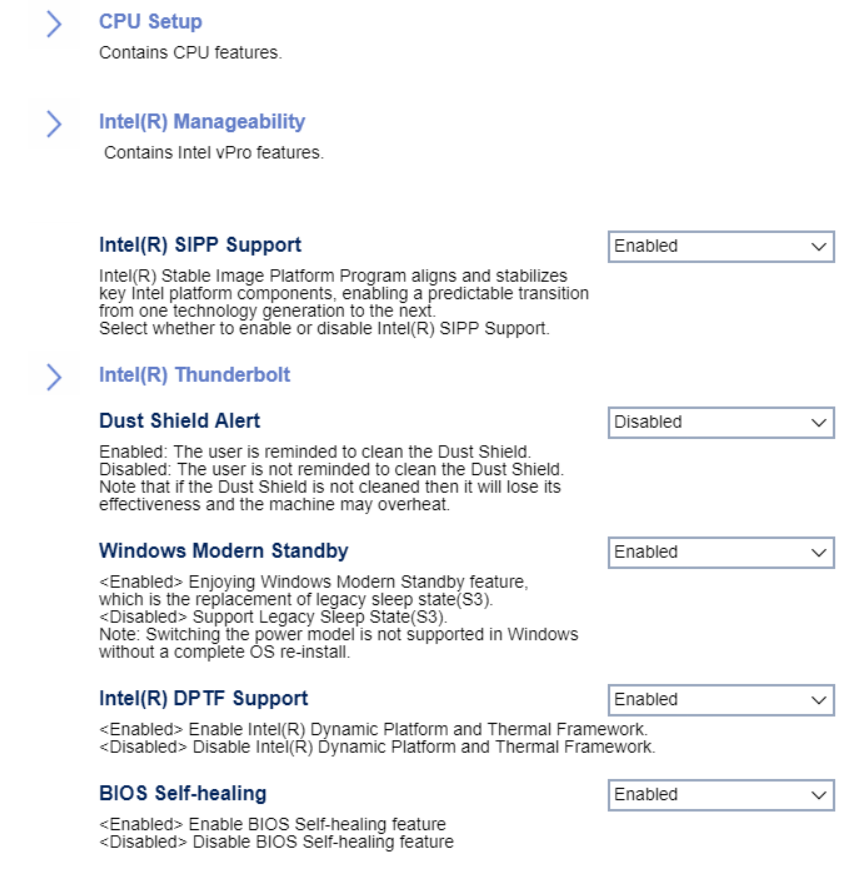 CPU Setup
Contains CPU features.
Intel(R) Manageability
Contains Intel vPro features.
Intel(R) SIPP Support
Enabled
Intel(R) Stable Image Platform Program aligns and stabilizes
key Intel platform components, enabling a predictable transition
from one technology generation to the next.
Select whether to enable or disable Intel(R) SIPP Support.
Intel(R) Thunderbolt
Dust Shield Alert
Disabled
Enabled: The user is reminded to clean the Dust Shield.
Disabled: The user is not reminded to clean the Dust Shield.
Note that if the Dust Shield is not cleaned then it will lose its
effectiveness and the machine may overheat.
Windows Modern Standby
Enabled
<Enabled> Enjoying Windows Modern Standby feature,
which is the replacement of legacy sleep state(S3).
<Disabled> Support Legacy Sleep State(S3).
Note: Switching the power model is not supported in Windows
without a complete OS re-install.
Intel(R) DPTF Support
Enabled
<Enabled> Enable Intel(R) Dynamic Platform and Thermal Framework.
<Disabled> Disable Intel(R) Dynamic Platform and Thermal Framework.
BIOS Self-healing
Enabled
<Enabled> Enable BIOS Self-healing feature
<Disabled> Disable BIOS Self-healing feature